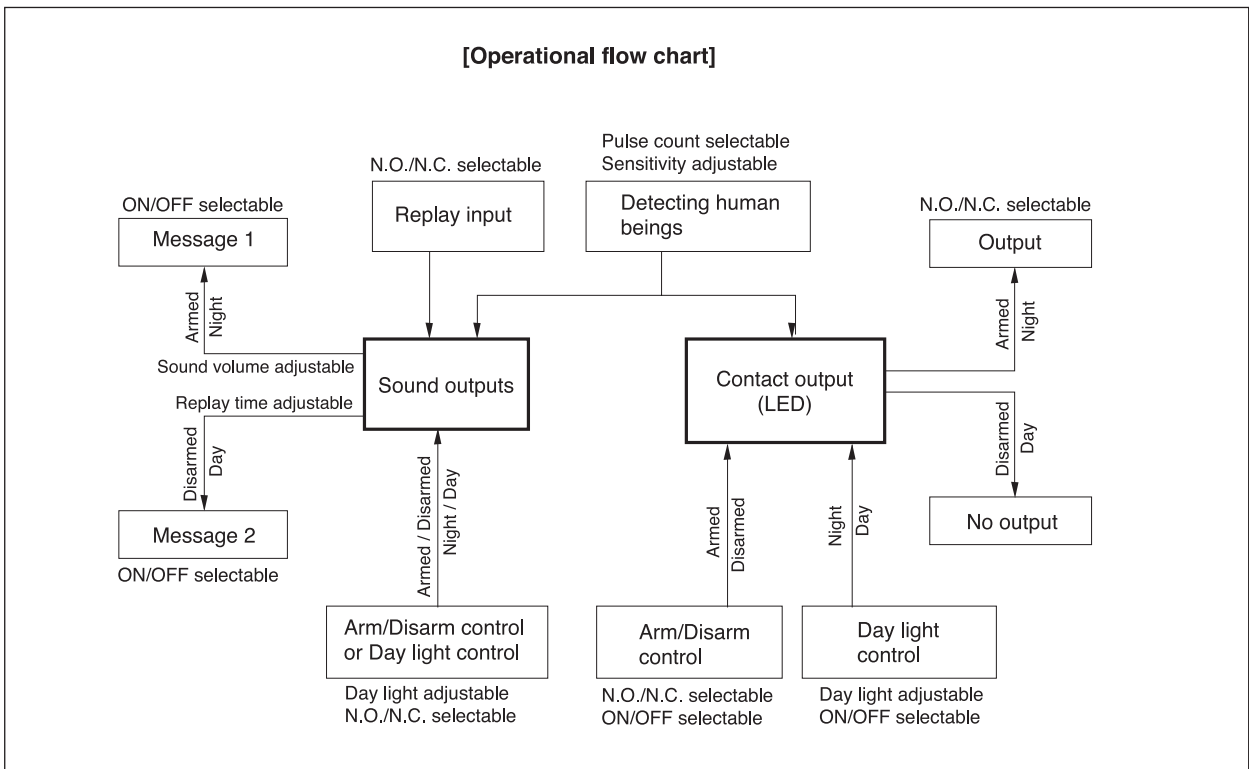 [Operational flow chart]
Pulse count selectable
Sensitivity adjustable
N.O./N.C. selectable
Replay input
Detecting human
beings
ON/OFF selectable
Message 1
N.O./N.C. selectable
Output
Armed
Night
Armed
Night
Sound volume adjustable
Sound outputs
Contact output
(LED)
Replay time adjustable
Disarmed
Day
Disarmed
Day
Message 2
ON/OFF selectable
No output
Armed / Disarmed
Night / Day
Armed
Disarmed
Night
Day
Arm/Disarm control
or Day light control
Day light adjustable
N.O./N.C. selectable
Arm/Disarm
control
N.O./N.C. selectable
ON/OFF selectable
Day light
control
Day light adjustable
ON/OFF selectable